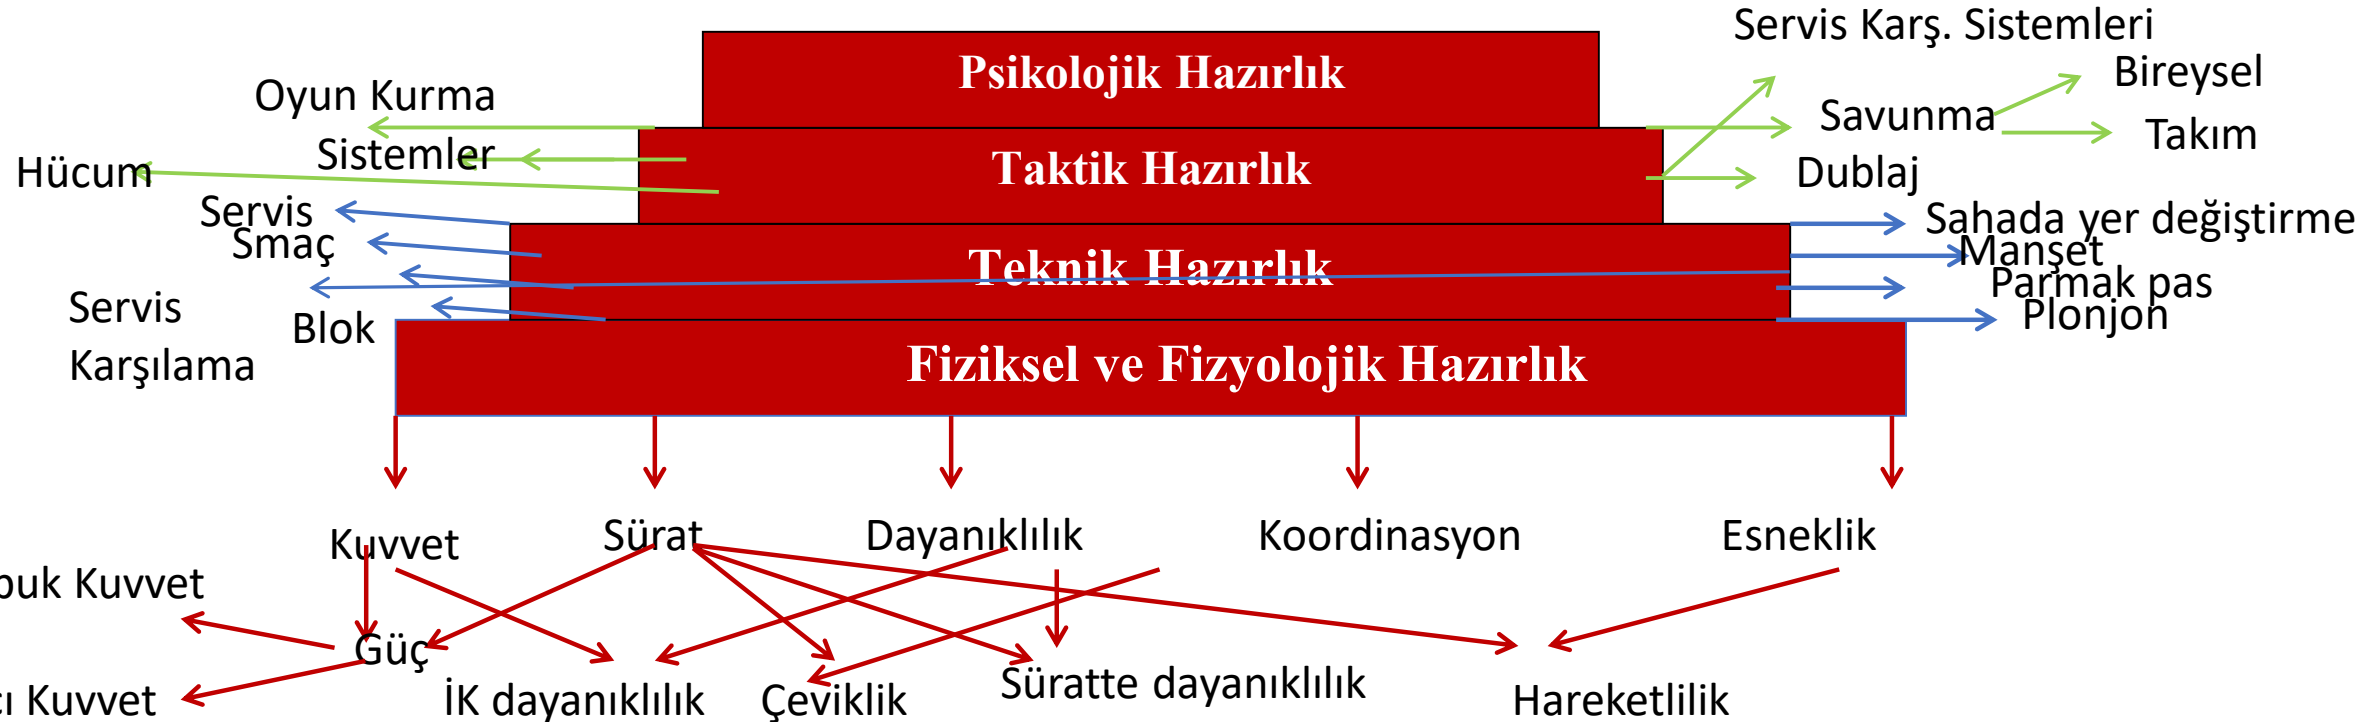 Servis Karş. Sistemleri
Psikolojik Hazırlık
Bireysel
Oyun Kurma
Savunma
Takım
Sistemler
Taktik Hazırlık
Hücum
Dublaj
Servis
Sahada yer değiştirme
Smaç
Manşet
Teknik Hazırlık
Parmak pas
Servis
Karşılama
Blok
Plonjon
Fiziksel ve Fizyolojik Hazırlık
Kuvvet
Sürat
Dayanıklılık
Koordinasyon
Esneklik
Kuvvet
Güç
Kuvvet
İK dayanıklılık
Çeviklik
Süratte dayanıklılık
Hareketlilik